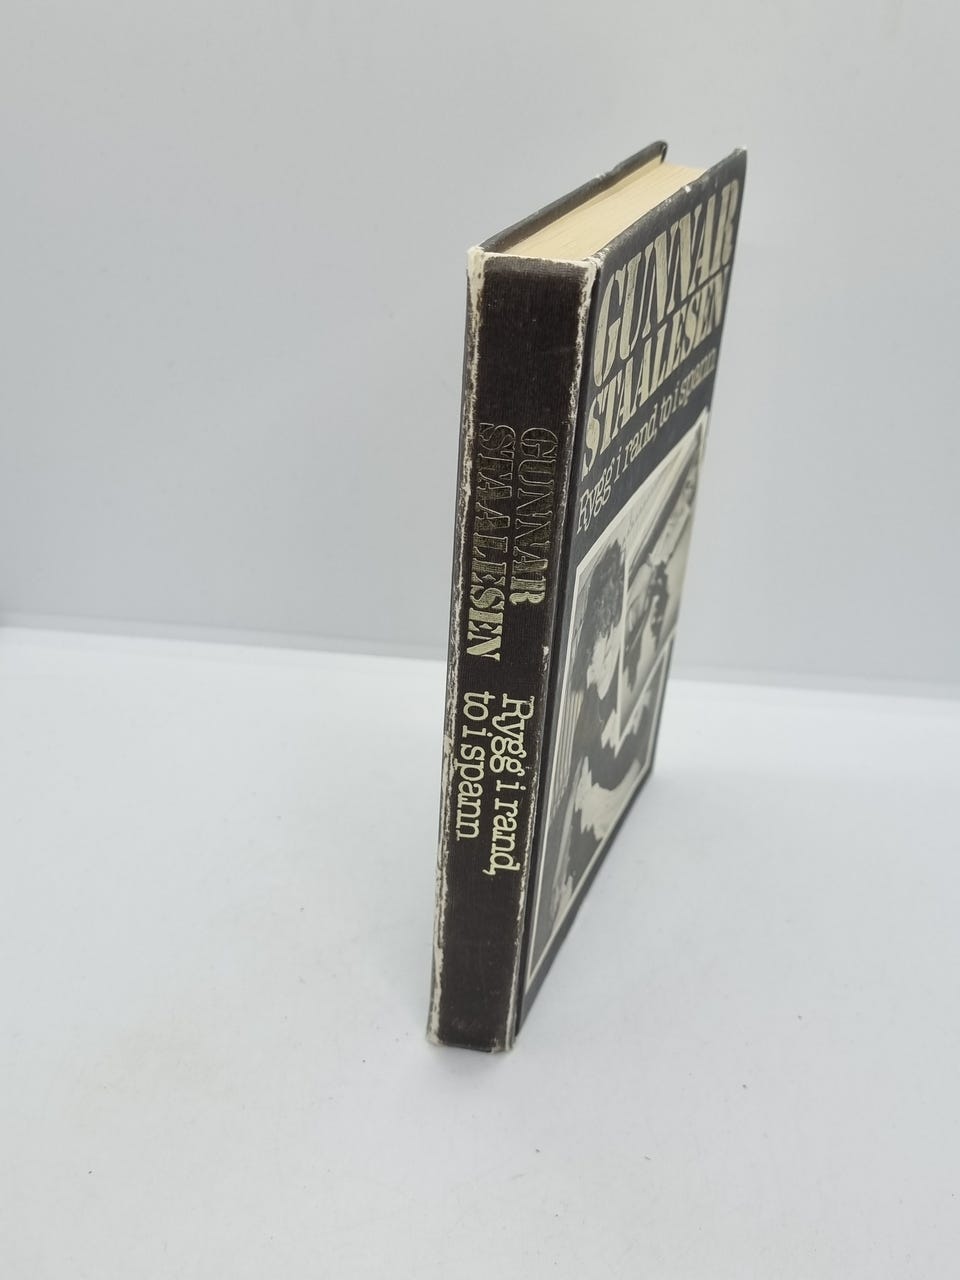 GUNNAR
STAALESEN
Rygg i rand,
to i spann
GUNNAR
STAALESEN
Rygg i rand, to i spann